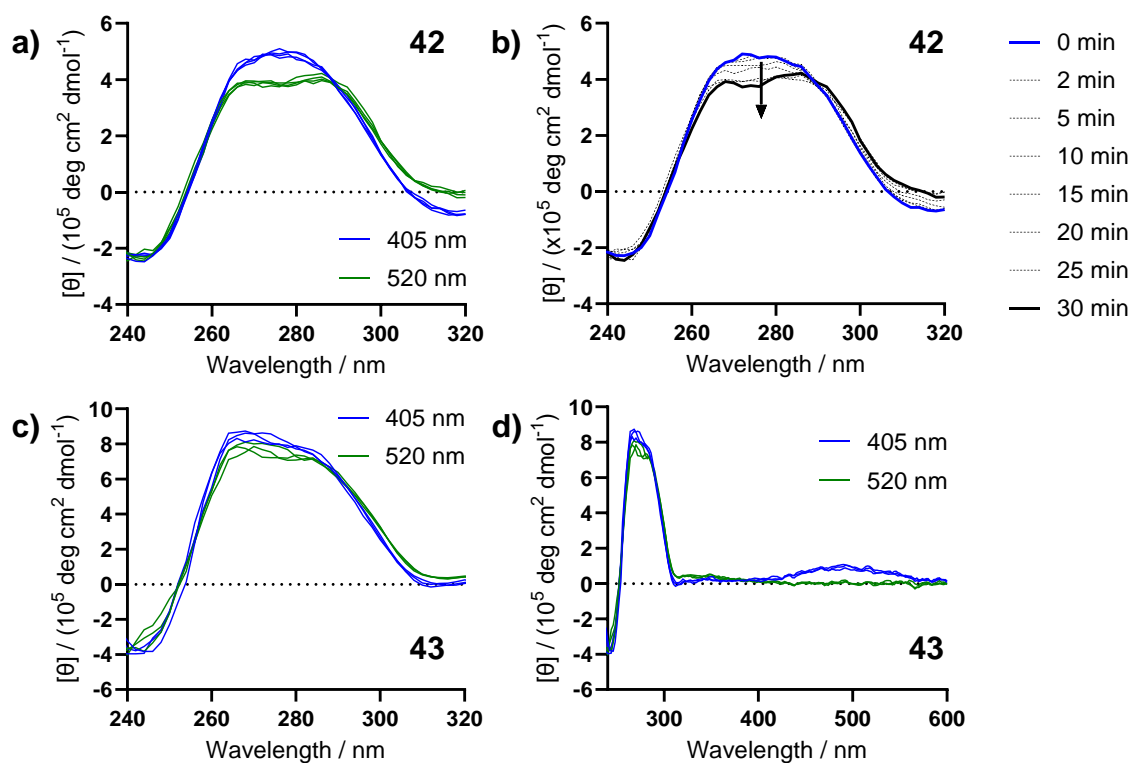 a)
42
[θ] / (10⁵ deg cm² dmol⁻¹)
6
4
2
0
-2
-4
405 nm
520 nm
240 260 280 300 320
Wavelength / nm
b)
42
[θ] / (x10⁵ deg cm² dmol⁻¹)
6
4
2
0
-2
-4
240 260 280 300 320
Wavelength / nm
0 min
2 min
5 min
10 min
15 min
20 min
25 min
30 min
c)
[θ] / (10⁵ deg cm² dmol⁻¹)
10
8
6
4
2
0
-2
-4
-6
405 nm
520 nm
43
240 260 280 300 320
Wavelength / nm
d)
[θ] / (10⁵ deg cm² dmol⁻¹)
10
8
6
4
2
0
-2
-4
-6
405 nm
520 nm
43
300 400 500 600
Wavelength / nm